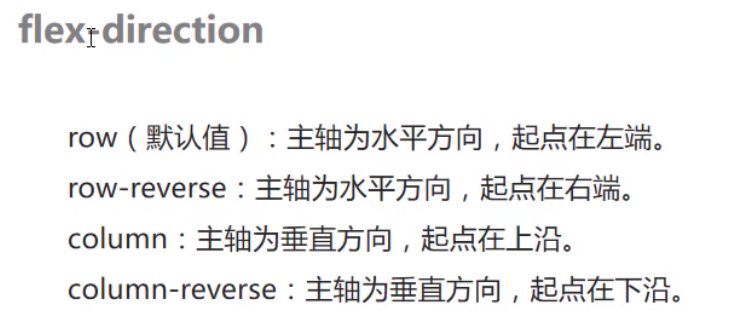 flex-direction
row（默认值）：主轴为水平方向，起点在左端。
row-reverse：主轴为水平方向，起点在右端。
column：主轴为垂直方向，起点在上沿。
column-reverse：主轴为垂直方向，起点在下沿。